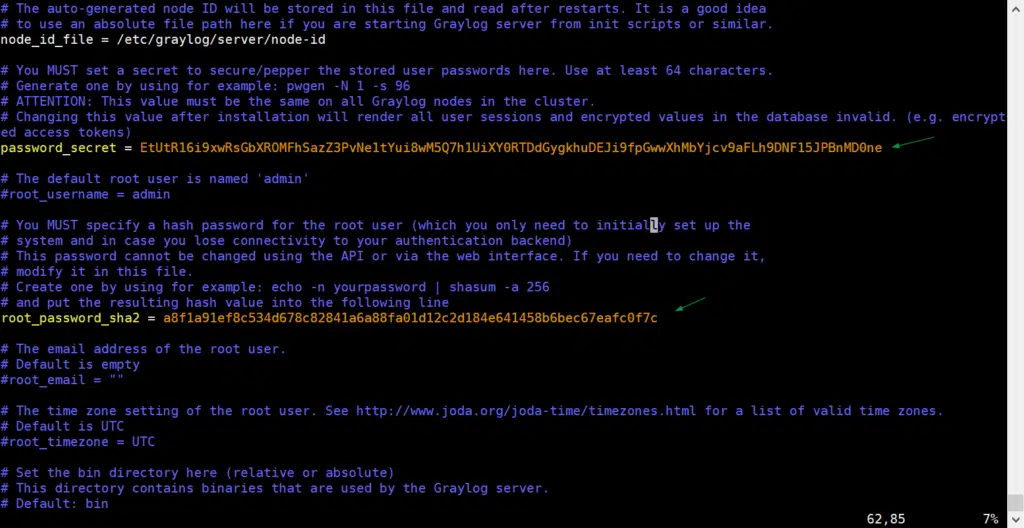 # The auto-generated node ID will be stored in this file and read after restarts. It is a good idea
# to use an absolute file path here if you are starting Graylog server from init scripts or similar.
node_id_file = /etc/graylog/server/node-id
# You MUST set a secret to secure/pepper the stored user passwords here. Use at least 64 characters.
# Generate one by using for example: pwgen -N 1 -s 96
# ATTENTION: This value must be the same on all Graylog nodes in the cluster.
# Changing this value after installation will render all user sessions and encrypted values in the database invalid. (e.g. encrypt
ed access tokens)
password_secret = EtUtR16i9xwRsGbXROMFhSazZ3PvNe1tYui8wM5Q7h1UiXY0RTDdGygkhuDEJi9fpGwwXhMbYjcv9aFLh9DNF15JPBnMD0ne
# The default root user is named 'admin'
#root_username = admin
# You MUST specify a hash password for the root user (which you only need to initially set up the
# system and in case you lose connectivity to your authentication backend)
# This password cannot be changed using the API or via the web interface. If you need to change it,
# modify it in this file.
# Create one by using for example: echo -n yourpassword | shasum -a 256
# and put the resulting hash value into the following line
root_password_sha2 = a8f1a91ef8c534d678c82841a6a88fa01d12c2d184e641458b6bec67eafc0f7c
# The email address of the root user.
# Default is empty
#root_email = ""
# The time zone setting of the root user. See http://www.joda.org/joda-time/timezones.html for a list of valid time zones.
# Default is UTC
#root_timezone = UTC
# Set the bin directory here (relative or absolute)
# This directory contains binaries that are used by the Graylog server.
# Default: bin
62,85 7%